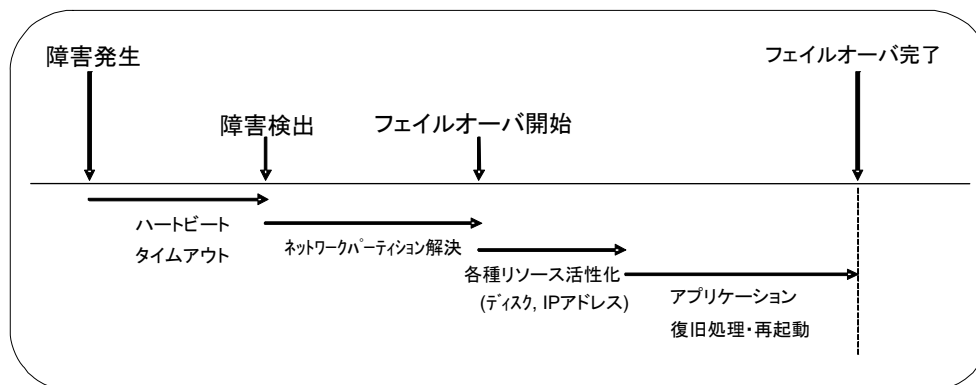 障害発生
フェイルオーバ完了
障害検出
フェイルオーバ開始
ハートビート
タイムアウト
ﾈｯﾄﾜｰｸﾊﾟｰﾃｨｼｮﾝ解決
各種リソース活性化
(ﾃﾞｨｽｸ, IPアドレス)
アプリケーション
復旧処理・再起動